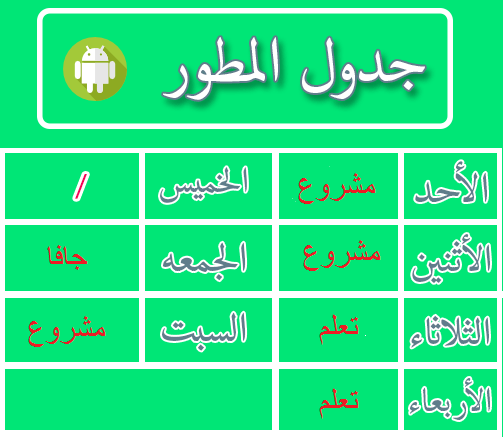 جدول المطور
الأحد مشروع الخميس /
الأثنين مشروع الجمعه جافا
الثلاثاء تعلم السبت مشروع
الأربعاء تعلم